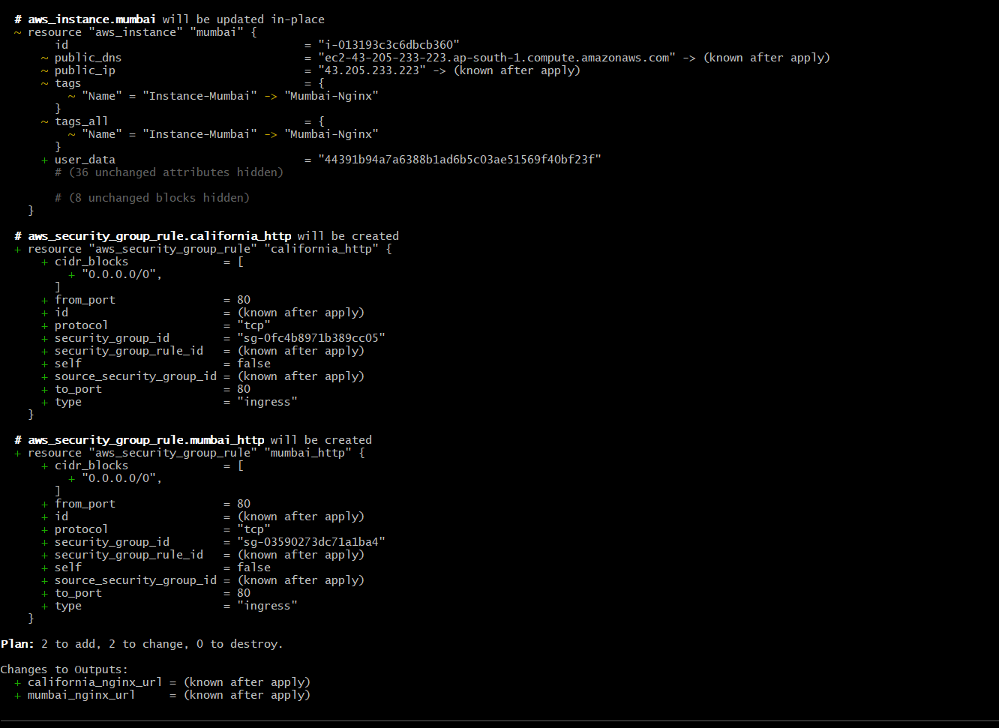 # aws_instance.mumbai will be updated in-place
~ resource "aws_instance" "mumbai" {
id = "i-013193c3c6dbcb360"
~ public_dns = "ec2-43-205-233-223.ap-south-1.compute.amazonaws.com" -> (known after apply)
~ public_ip = "43.205.233.223" -> (known after apply)
~ tags = {
~ "Name" = "Instance-Mumbai" -> "Mumbai-Nginx"
}
~ tags_all = {
~ "Name" = "Instance-Mumbai" -> "Mumbai-Nginx"
}
+ user_data = "44391b94a7a6388b1ad6b5c03ae51569f40bf23f"
# (36 unchanged attributes hidden)
# (8 unchanged blocks hidden)
}
# aws_security_group_rule.california_http will be created
+ resource "aws_security_group_rule" "california_http" {
+ cidr_blocks = [
+ "0.0.0.0/0",
]
+ from_port = 80
+ id = (known after apply)
+ protocol = "tcp"
+ security_group_id = "sg-0fc4b8971b389cc05"
+ security_group_rule_id = (known after apply)
+ self = false
+ source_security_group_id = (known after apply)
+ to_port = 80
+ type = "ingress"
}
# aws_security_group_rule.mumbai_http will be created
+ resource "aws_security_group_rule" "mumbai_http" {
+ cidr_blocks = [
+ "0.0.0.0/0",
]
+ from_port = 80
+ id = (known after apply)
+ protocol = "tcp"
+ security_group_id = "sg-03590273dc71a1ba4"
+ security_group_rule_id = (known after apply)
+ self = false
+ source_security_group_id = (known after apply)
+ to_port = 80
+ type = "ingress"
}
Plan: 2 to add, 2 to change, 0 to destroy.
Changes to Outputs:
+ california_nginx_url = (known after apply)
+ mumbai_nginx_url = (known after apply)